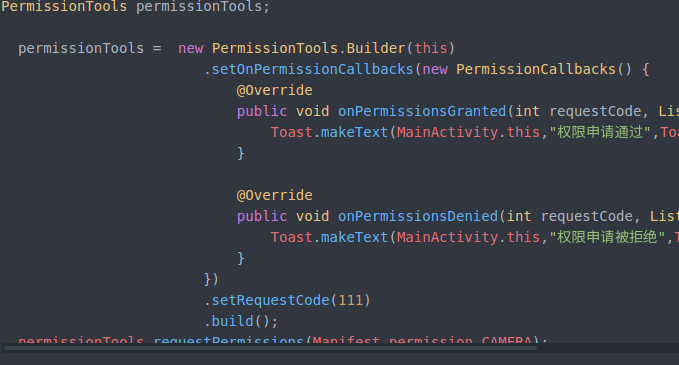 PermissionTools permissionTools;
permissionTools =  new PermissionTools.Builder(this)
.setOnPermissionCallbacks(new PermissionCallbacks() {
@Override
public void onPermissionsGranted(int requestCode, Lis
Toast.makeText(MainActivity.this,"权限申请通过",Toa
}
@Override
public void onPermissionsDenied(int requestCode, List
Toast.makeText(MainActivity.this,"权限申请被拒绝",T
}
})
.setRequestCode(111)
.build();
permissionTools.requestPermissions(Manifest.permission.CAMERA);